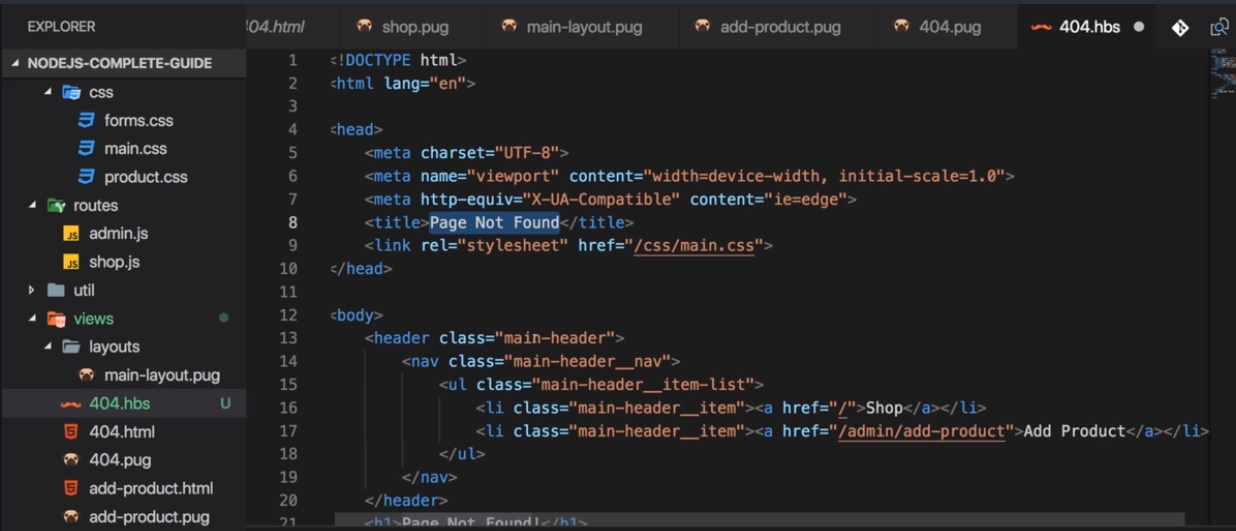 EXPLORER
NODEJS-COMPLETE-GUIDE
css
forms.css
main.css
product.css
routes
admin.js
shop.js
util
views
layouts
main-layout.pug
404.hbs U
404.html
404.pug
add-product.html
add-product.pug
404.html shop.pug main-layout.pug add-product.pug 404.pug 404.hbs
1 <!DOCTYPE html>
2 <html lang="en">
3
4 <head>
5 <meta charset="UTF-8">
6 <meta name="viewport" content="width=device-width, initial-scale=1.0">
7 <meta http-equiv="X-UA-Compatible" content="ie=edge">
8 <title>Page Not Found</title>
9 <link rel="stylesheet" href="/css/main.css">
10 </head>
11
12 <body>
13 <header class="main-header">
14 <nav class="main-header__nav">
15 <ul class="main-header__item-list">
16 <li class="main-header__item"><a href="/">Shop</a></li>
17 <li class="main-header__item"><a href="/admin/add-product">Add Product</a></li>
18 </ul>
19 </nav>
20 </header>
21 <h1>Page Not Found!</h1>